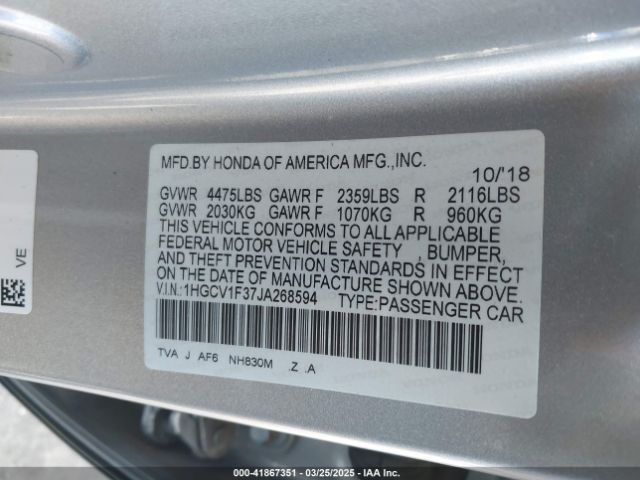 MFD.BY HONDA OF AMERICA MFG.,INC.
10/'18
GVWR 4475LBS GAWR F 2359LBS R 2116LBS
GVWR 2030KG GAWR F 1070KG R 960KG
THIS VEHICLE CONFORMS TO ALL APPLICABLE
FEDERAL MOTOR VEHICLE SAFETY , BUMPER,
AND THEFT PREVENTION STANDARDS IN EFFECT
ON THE DATE OF MANUFACTURE SHOWN ABOVE.
V.I.N.:1HGCV1F37JA268594 TYPE:PASSENGER CAR
TVA J AF6 NH830M .Z .A
VE
000-41867351 | 03/25/2025 | IAA Inc.